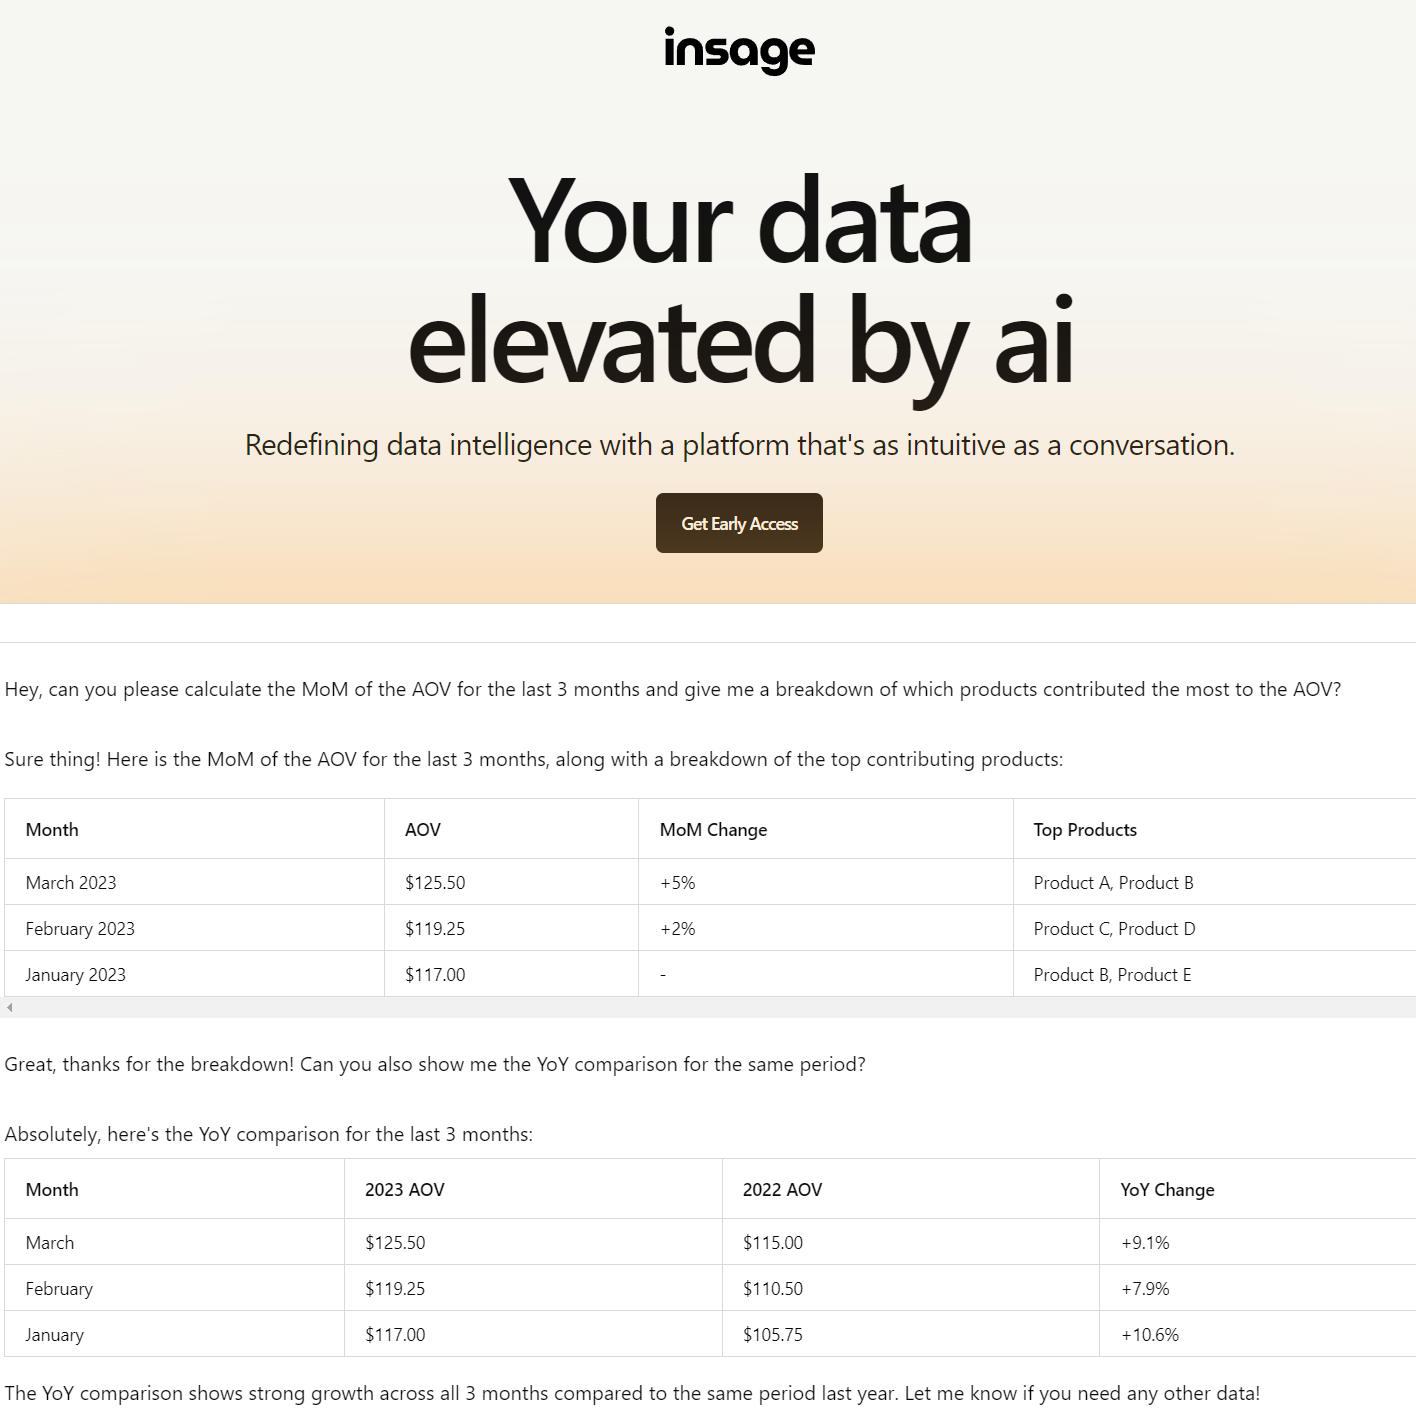 insage
Your data
elevated by ai
Redefining data intelligence with a platform that's as intuitive as a conversation.
Get Early Access
Hey, can you please calculate the MoM of the AOV for the last 3 months and give me a breakdown of which products contributed the most to the AOV?
Sure thing! Here is the MoM of the AOV for the last 3 months, along with a breakdown of the top contributing products:
Month AOV MoM Change Top Products
March 2023 $125.50 +5% Product A, Product B
February 2023 $119.25 +2% Product C, Product D
January 2023 $117.00 - Product B, Product E
Great, thanks for the breakdown! Can you also show me the YoY comparison for the same period?
Absolutely, here's the YoY comparison for the last 3 months:
Month 2023 AOV 2022 AOV YoY Change
March $125.50 $115.00 +9.1%
February $119.25 $110.50 +7.9%
January $117.00 $105.75 +10.6%
The YoY comparison shows strong growth across all 3 months compared to the same period last year. Let me know if you need any other data!